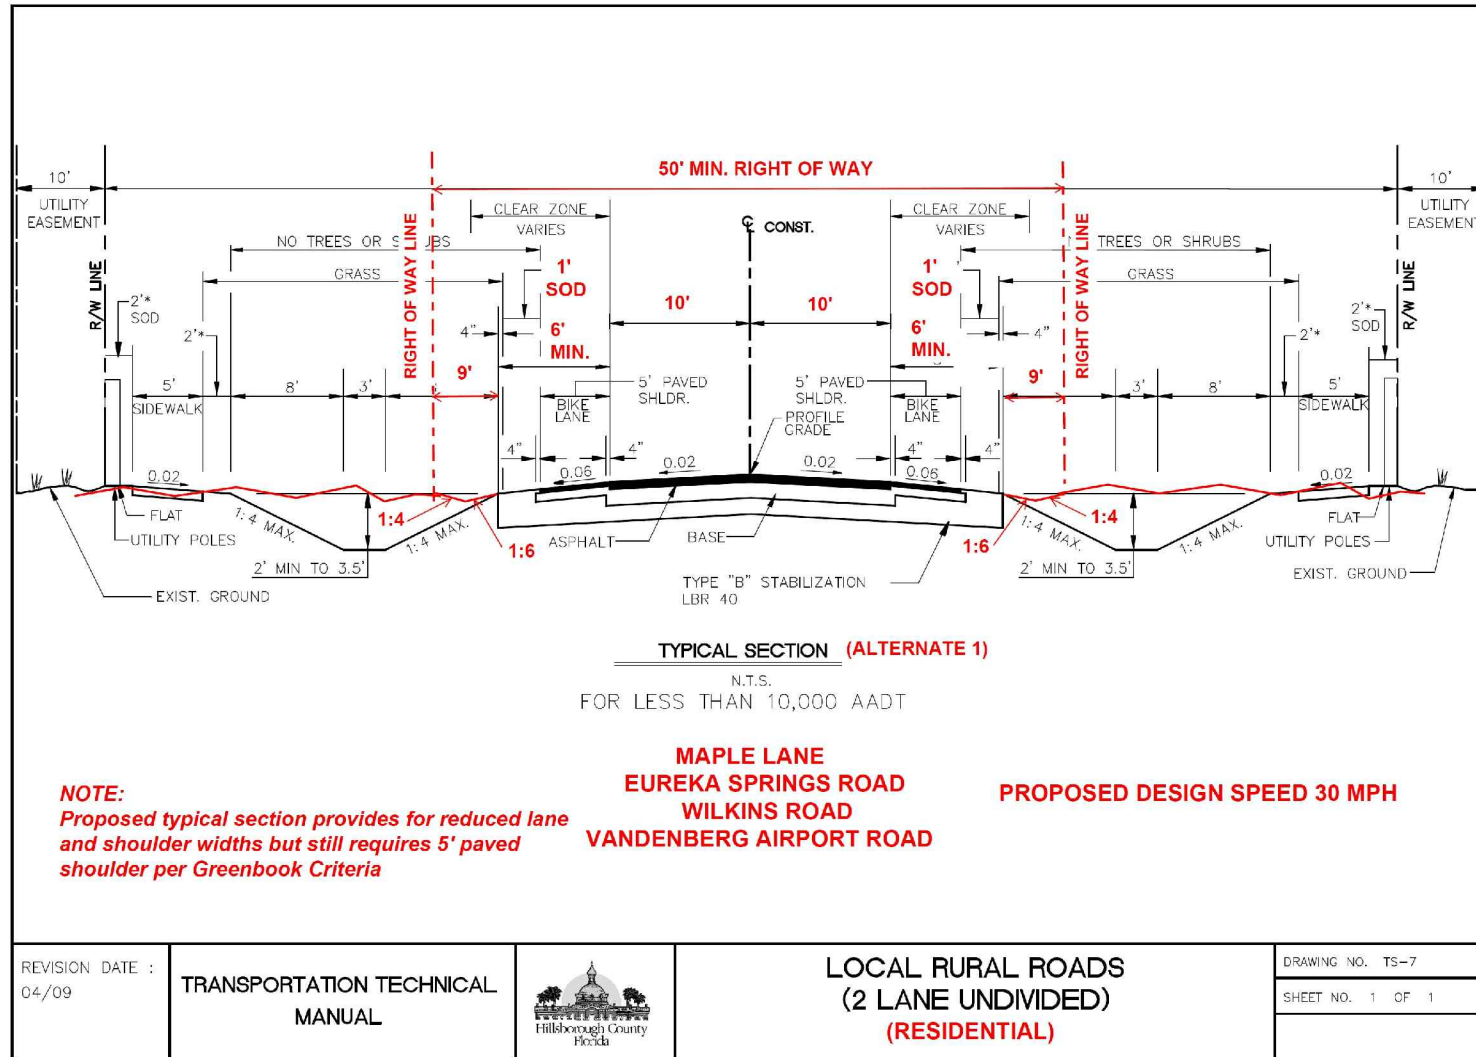 50' MIN. RIGHT OF WAY
10'
UTILITY
EASEMENT
10'
UTILITY
EASEMENT
CLEAR ZONE
VARIES
CLEAR ZONE
VARIES
℄ CONST.
NO TREES OR S UBS
TREES OR SHRUBS
GRASS
GRASS
R/W LINE
RIGHT OF WAY LINE
RIGHT OF WAY LINE
R/W LINE
1'
SOD
1'
SOD
2'*
SOD
2'*
SOD
10'
10'
2'*
2'*
4"
4"
6'
MIN.
6'
MIN.
9'
9'
5'
SIDEWALK
8'
3'
5' PAVED
SHLDR.
5' PAVED
SHLDR.
3'
8'
5'
SIDEWALK
BIKE
LANE
BIKE
LANE
PROFILE
GRADE
4"
4"
4"
4"
0.02
0.06
0.02
0.02
0.06
0.02
FLAT
FLAT
UTILITY POLES
UTILITY POLES
1:4 MAX.
1:4
1:4 MAX.
1:6
ASPHALT
BASE
1:6
1:4 MAX.
1:4
1:4 MAX.
2' MIN TO 3.5'
2' MIN TO 3.5'
EXIST. GROUND
EXIST. GROUND
TYPE "B" STABILIZATION
LBR 40
TYPICAL SECTION (ALTERNATE 1)
N.T.S.
FOR LESS THAN 10,000 AADT
MAPLE LANE
EUREKA SPRINGS ROAD
WILKINS ROAD
VANDENBERG AIRPORT ROAD
PROPOSED DESIGN SPEED 30 MPH
NOTE:
Proposed typical section provides for reduced lane
and shoulder widths but still requires 5' paved
shoulder per Greenbook Criteria
REVISION DATE :
04/09
TRANSPORTATION TECHNICAL
MANUAL
Hillsborough County
Florida
LOCAL RURAL ROADS
(2 LANE UNDIVIDED)
(RESIDENTIAL)
DRAWING NO. TS-7
SHEET NO. 1 OF 1